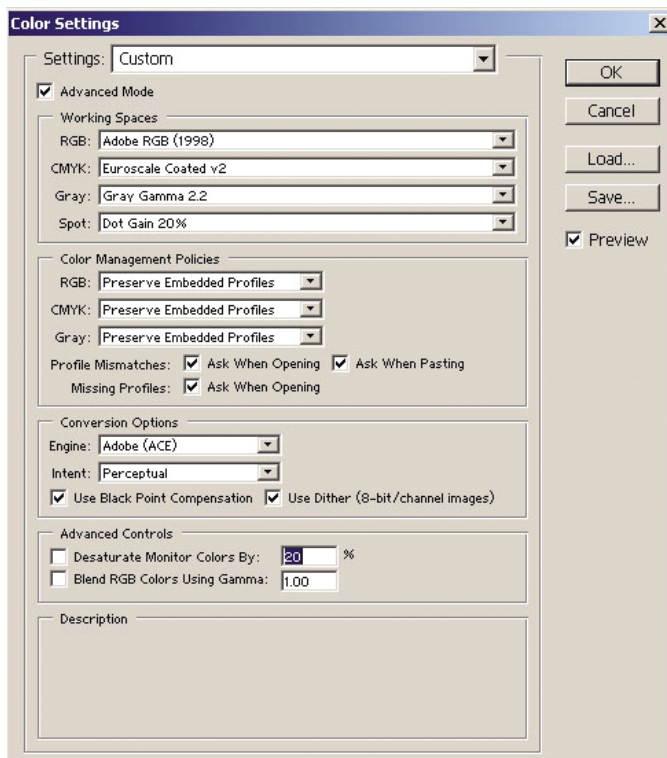 Color Settings
Settings: Custom
Advanced Mode
Working Spaces
RGB: Adobe RGB (1998)
CMYK: Euroscale Coated v2
Gray: Gray Gamma 2.2
Spot: Dot Gain 20%
Color Management Policies
RGB: Preserve Embedded Profiles
CMYK: Preserve Embedded Profiles
Gray: Preserve Embedded Profiles
Profile Mismatches: Ask When Opening Ask When Pasting
Missing Profiles: Ask When Opening
Conversion Options
Engine: Adobe (ACE)
Intent: Perceptual
Use Black Point Compensation Use Dither (8-bit/channel images)
Advanced Controls
Desaturate Monitor Colors By: 20 %
Blend RGB Colors Using Gamma: 1.00
Description
OK
Cancel
Load...
Save...
Preview